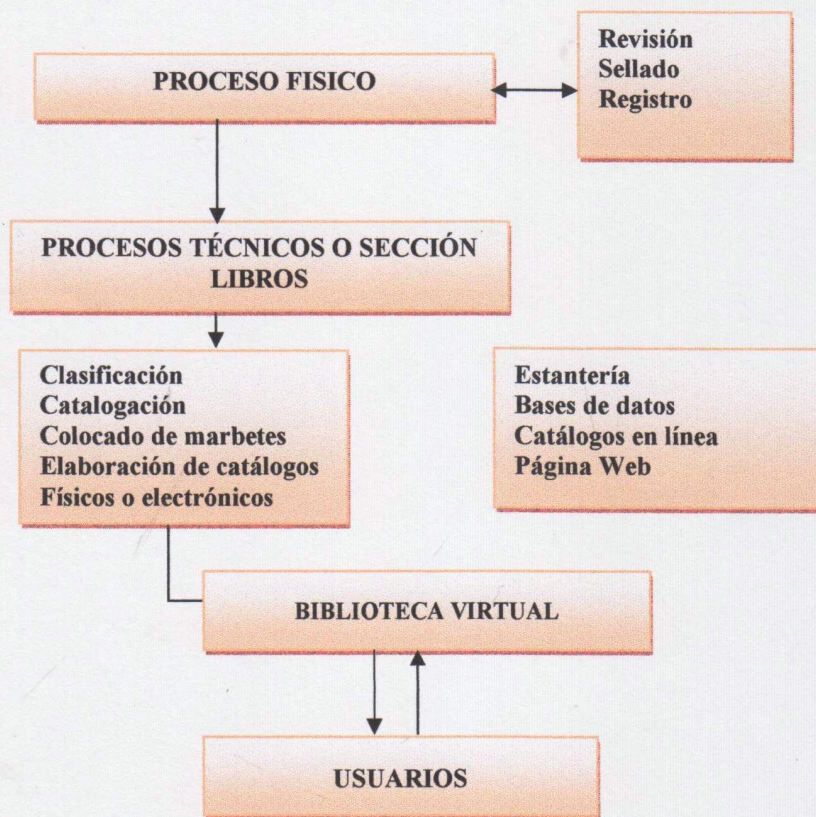 PROCESO FISICO
Revisión
Sellado
Registro
PROCESOS TÉCNICOS O SECCIÓN
LIBROS
Clasificación
Catalogación
Colocado de marbetes
Elaboración de catálogos
Físicos o electrónicos
Estantería
Bases de datos
Catálogos en línea
Página Web
BIBLIOTECA VIRTUAL
USUARIOS